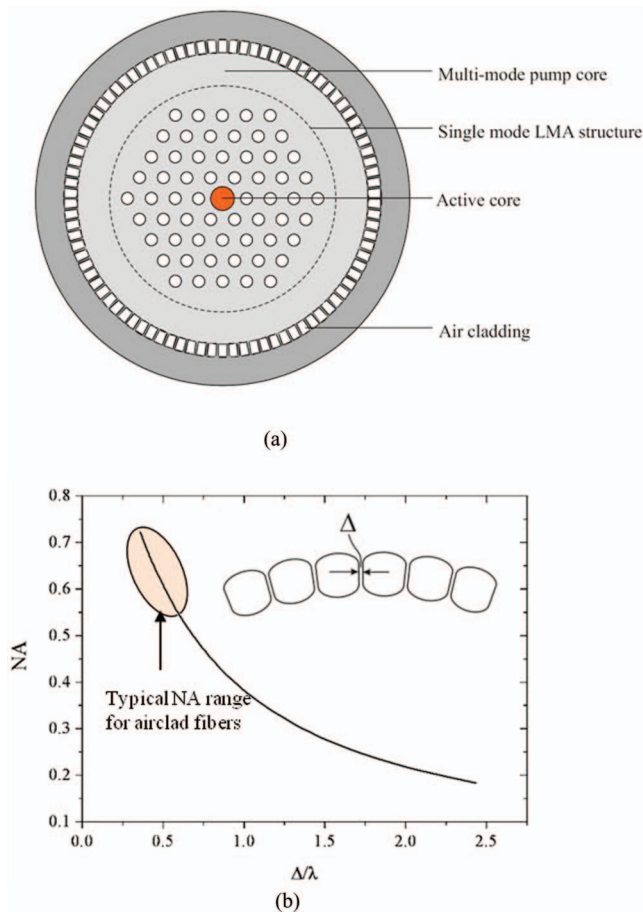 Multi-mode pump core
Single mode LMA structure
Active core
Air cladding
(a)
0.8
0.7
0.6
0.5
0.4
0.3
0.2
0.1
NA
Δ
Typical NA range
for airclad fibers
0.0
0.5
1.0
1.5
2.0
2.5
Δ/λ
(b)